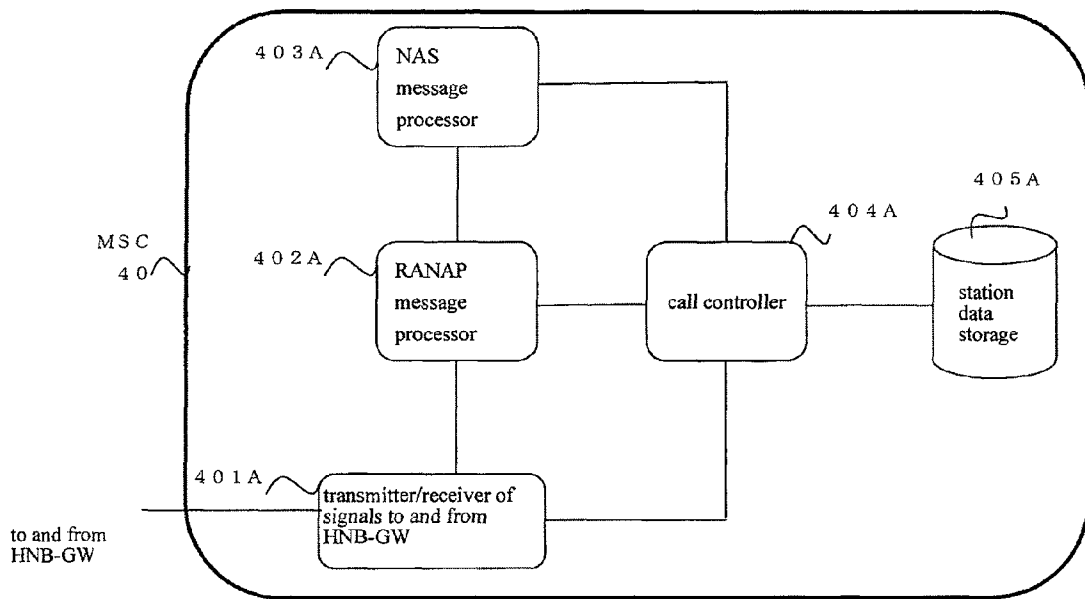 403A
NAS
message
processor
405A
404A
MSC
40
402A
RANAP
message
processor
call controller
station
data
storage
401A
transmitter/receiver of
signals to and from
HNB-GW
to and from
HNB-GW